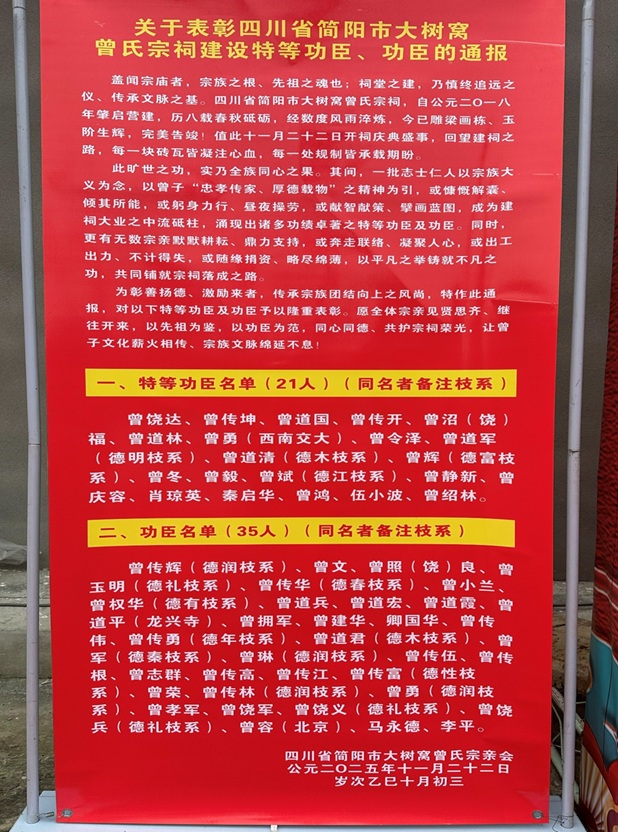 关于表彰四川省简阳市大树窝
曾氏宗祠建设特等功臣、功臣的通报
盖闻宗庙者，宗族之根、先祖之魂也；祠堂之建，乃慎终追远之
仪、传承文脉之基。四川省简阳市大树窝曾氏宗祠，自公元二〇一八
年肇启营建，历八载春秋砥砺，经数度风雨淬炼，今已雕梁画栋、玉
阶生辉，完美告竣！值此十一月二十二日开祠庆典盛事，回望建祠之
路，每一块砖瓦皆凝注心血，每一处规制皆承载期盼。
此旷世之功，实乃全族同心之果。其间，一批志士仁人以宗族大
义为念，以曾子“忠孝传家、厚德载物”之精神为引，或慷慨解囊、
倾其所能，或躬身力行、昼夜操劳，或献智献策、擘画蓝图，成为建
祠大业之中流砥柱，涌现出诸多功绩卓著之特等功臣及功臣。同时，
更有无数宗亲默默耕耘、鼎力支持，或奔走联络、凝聚人心，或出工
出力、不计得失，或随缘捐资、略尽绵薄，以平凡之举铸就不凡之
功，共同铺就宗祠落成之路。
为彰善扬德、激励来者，传承宗族团结向上之风尚，特作此通
报，对以下特等功臣及功臣予以隆重表彰。愿全体宗亲见贤思齐、继
往开来，以先祖为鉴，以功臣为范，同心同德、共护宗祠荣光，让曾
子文化薪火相传、宗族文脉绵延不息！
一、特等功臣名单（21人）（同名者备注枝系）
曾饶达、曾传坤、曾道国、曾传开、曾沼（饶）
福、曾道林、曾勇（西南交大）、曾令泽、曾道军
（德明枝系）、曾道清（德木枝系）、曾辉（德富枝
系）、曾冬、曾毅、曾斌（德江枝系）、曾静新、曾
庆容、肖琼英、秦启华、曾鸿、伍小波、曾绍林。
二、功臣名单（35人）（同名者备注枝系）
曾传辉（德润枝系）、曾文、曾照（饶）良、曾
玉明（德礼枝系）、曾传华（德春枝系）、曾小兰、
曾权华（德有枝系）、曾道兵、曾道宏、曾道霞、曾
道平（龙兴寺）、曾拥军、曾建华、卿国华、曾传
伟、曾传勇（德年枝系）、曾道君（德木枝系）、曾
军（德秦枝系）、曾琳（德润枝系）、曾传伍、曾传
根、曾志群、曾传高、曾传江、曾传富（德性枝
系）、曾荣、曾传林（德润枝系）、曾勇（德润枝
系）、曾孝军、曾饶军、曾饶义（德礼枝系）、曾饶
兵（德礼枝系）、曾容（北京）、马永德、李平。
四川省简阳市大树窝曾氏宗亲会
公元二〇二五年十一月二十二日
岁次乙巳十月初三